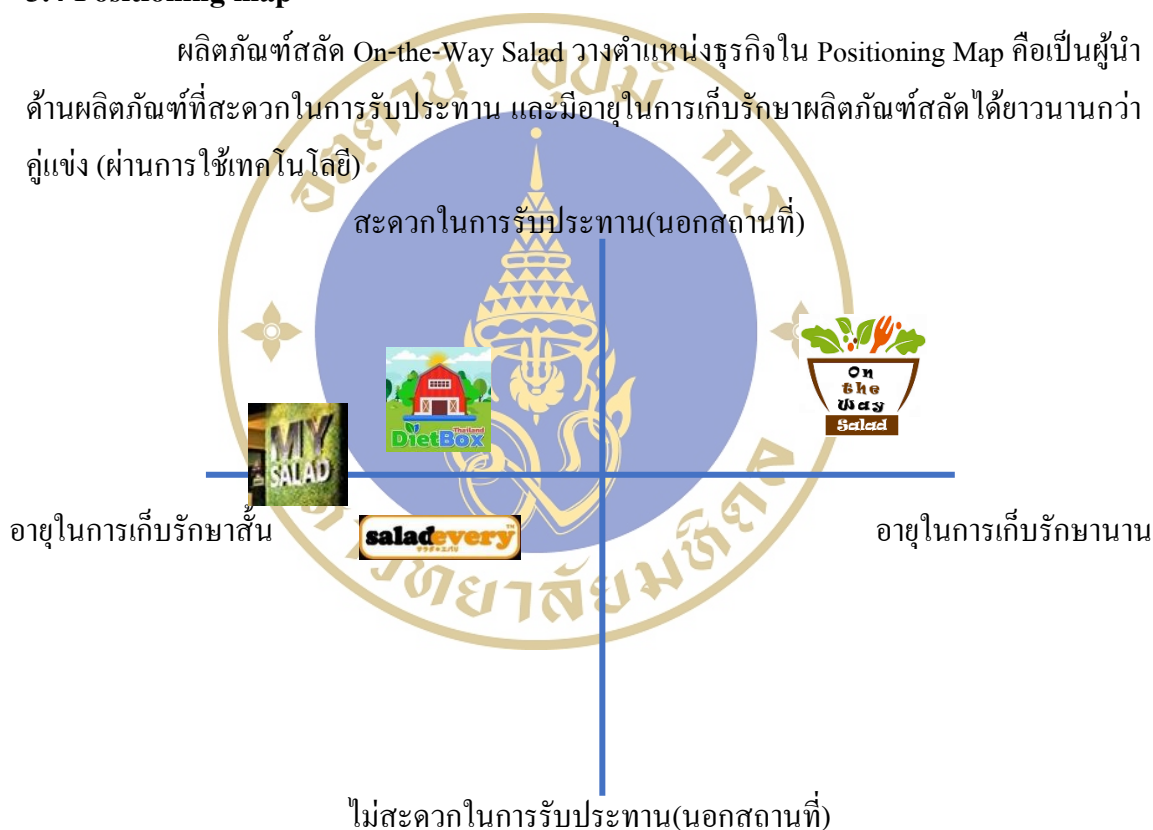 ผลิตภัณฑ์สลัด On-the-Way Salad วางตำแหน่งธุรกิจใน Positioning Map คือเป็นผู้นำ
ด้านผลิตภัณฑ์ที่สะดวกในการรับประทาน และมีอายุในการเก็บรักษาผลิตภัณฑ์สลัดได้ยาวนานกว่า
คู่แข่ง (ผ่านการใช้เทคโนโลยี)
สะดวกในการรับประทาน(นอกสถานที่)
On
the
Way
Salad
Thailand
DietBox
MY
SALAD
อายุในการเก็บรักษาสั้น
saladevery
อายุในการเก็บรักษานาน
ไม่สะดวกในการรับประทาน(นอกสถานที่)